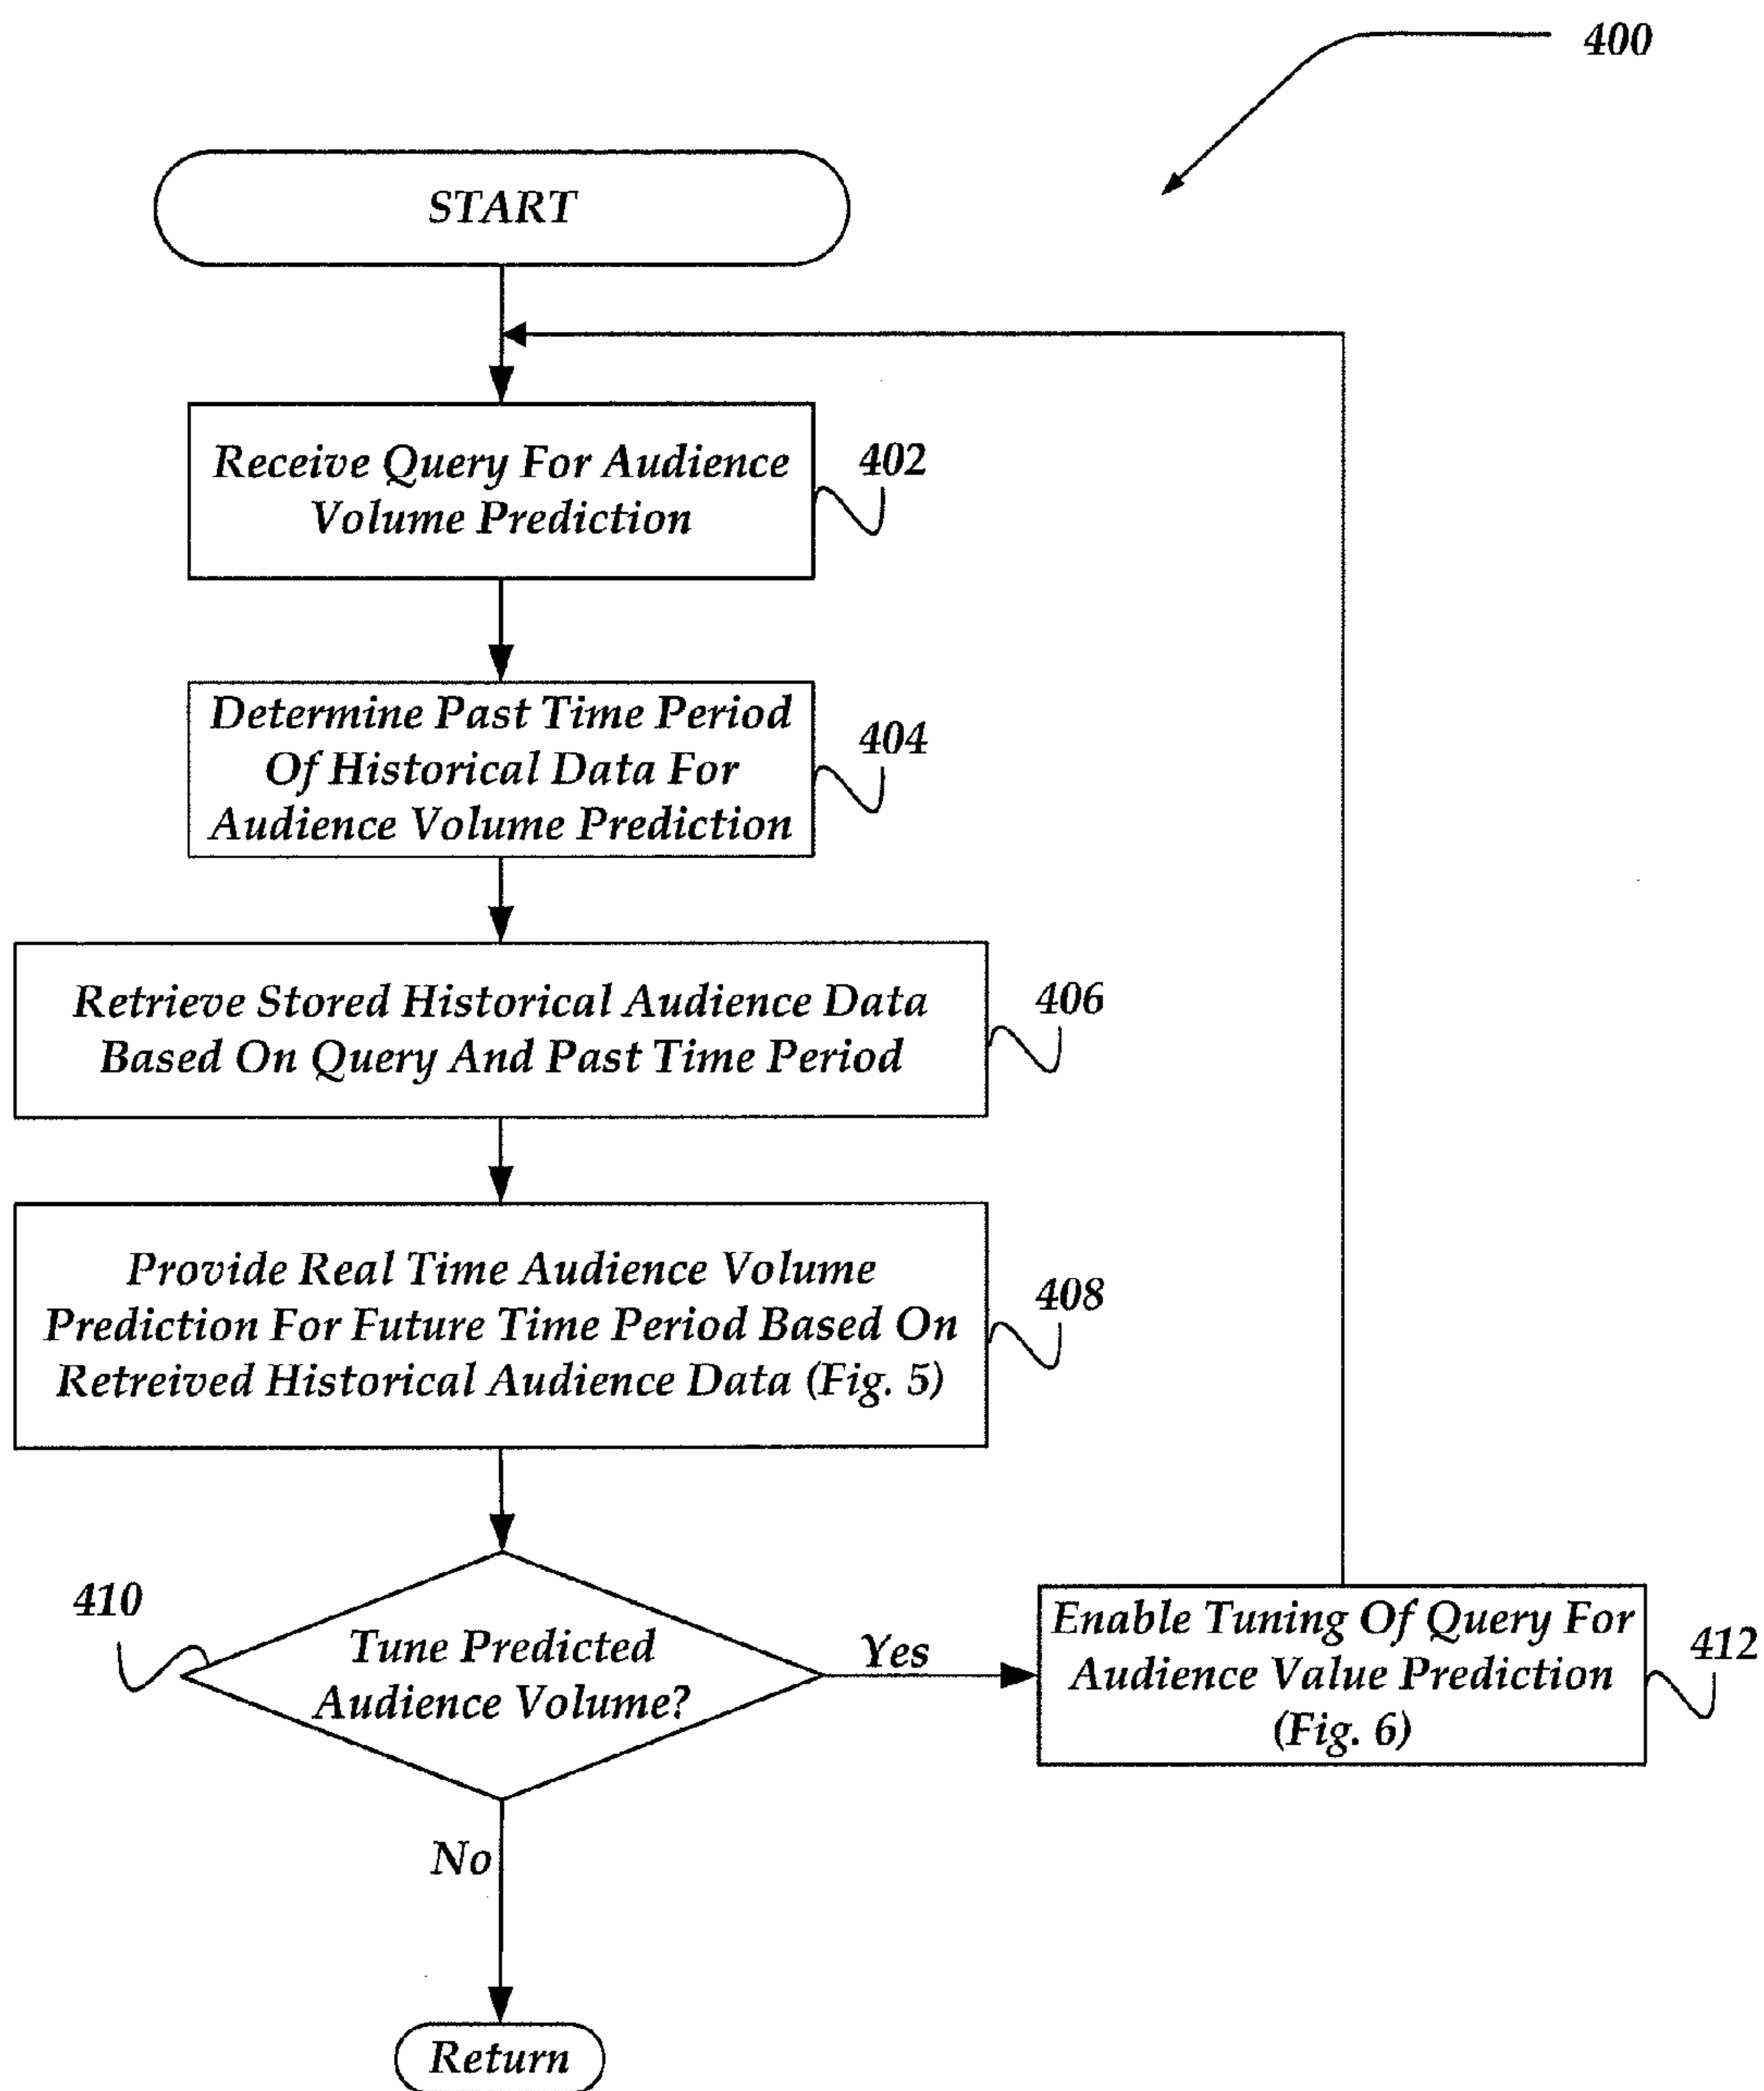 400
START
Receive Query For Audience
Volume Prediction
402
Determine Past Time Period
Of Historical Data For
Audience Volume Prediction
404
Retrieve Stored Historical Audience Data
Based On Query And Past Time Period
406
Provide Real Time Audience Volume
Prediction For Future Time Period Based On
Retreived Historical Audience Data (Fig. 5)
408
410
Tune Predicted
Audience Volume?
Yes
Enable Tuning Of Query For
Audience Value Prediction
(Fig. 6)
412
No
Return